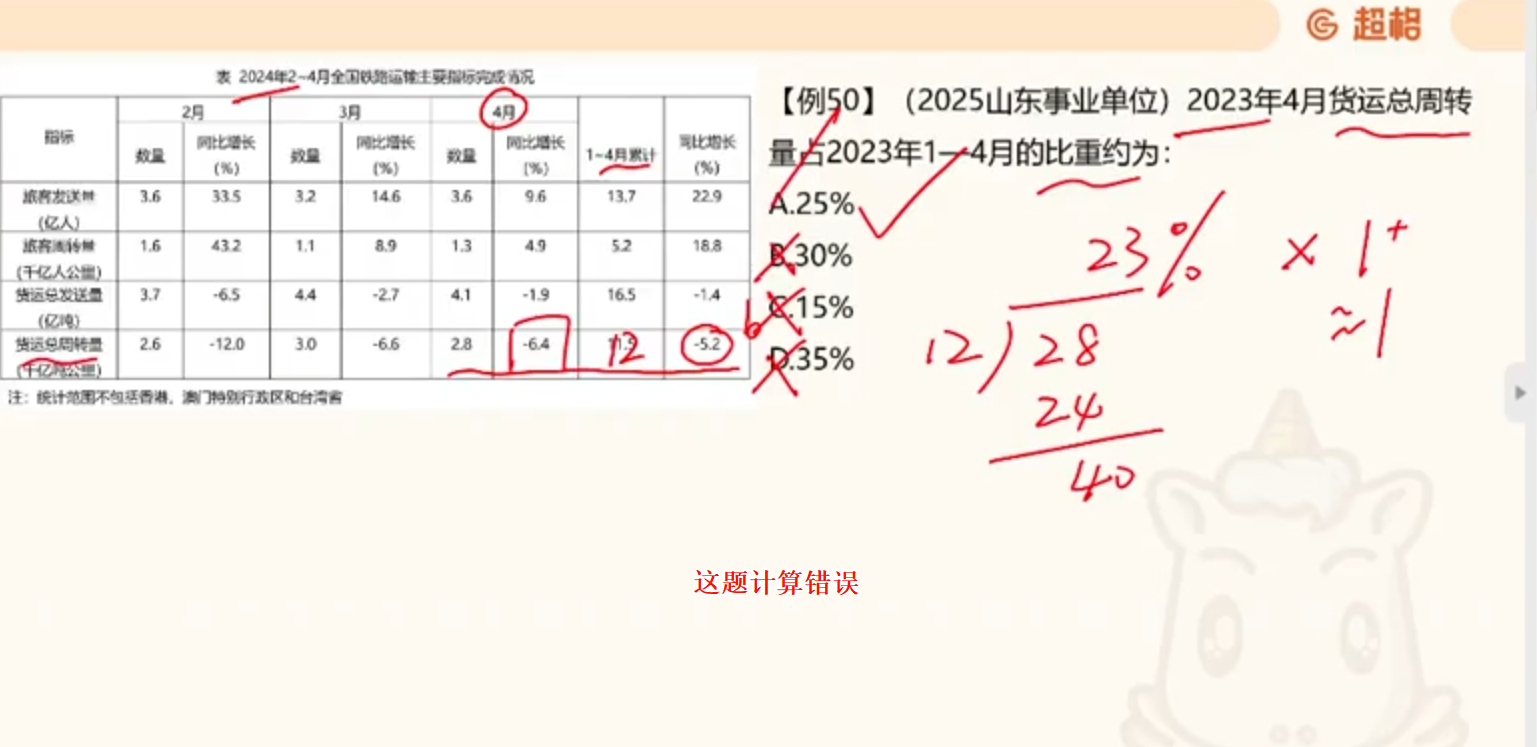 超格
表 2024年2~4月全国铁路运输主要指标完成情况
指标 2月 3月 4月 1~4月累计 同比增长(%)
数量 同比增长(%) 数量 同比增长(%) 数量 同比增长(%)
旅客发送量(亿人) 3.6 33.5 3.2 14.6 3.6 9.6 13.7 22.9
旅客周转量(千亿人公里) 1.6 43.2 1.1 8.9 1.3 4.9 5.2 18.8
货运总发送量(亿吨) 3.7 -6.5 4.4 -2.7 4.1 -1.9 16.5 -1.4
货运总周转量(千亿吨公里) 2.6 -12.0 3.0 -6.6 2.8 -6.4 12 -5.2
注：统计范围不包括香港、澳门特别行政区和台湾省
【例50】（2025山东事业单位）2023年4月货运总周转
量占2023年1—4月的比重约为：
A.25%
B.30%
C.15%
D.35%
23% × 1⁺
≈1
12 28
24
40
这题计算错误